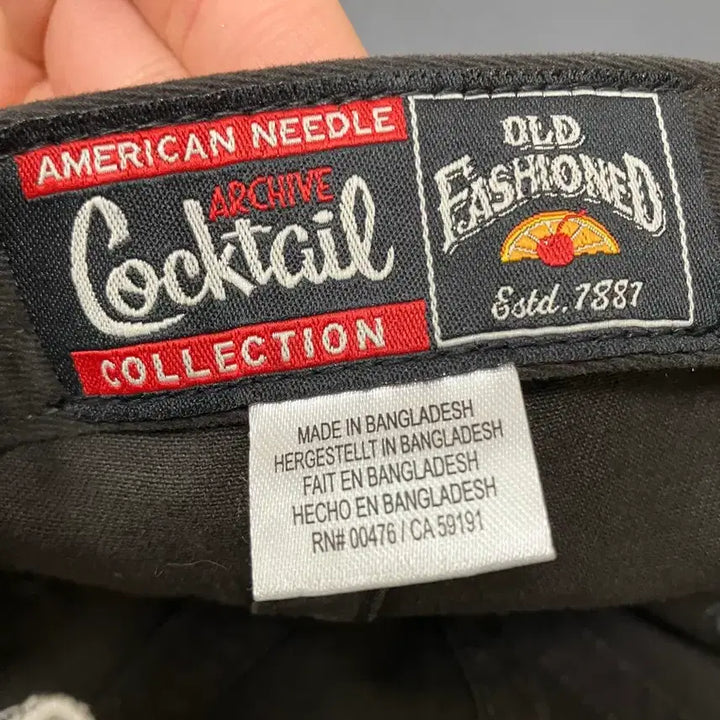 AMERICAN NEEDLE
ARCHIVE
Cocktail
COLLECTION
OLD
FASHIONED
Estd. 1881
MADE IN BANGLADESH
HERGESTELLT IN BANGLADESH
FAIT EN BANGLADESH
HECHO EN BANGLADESH
RN# 00476 / CA 59191